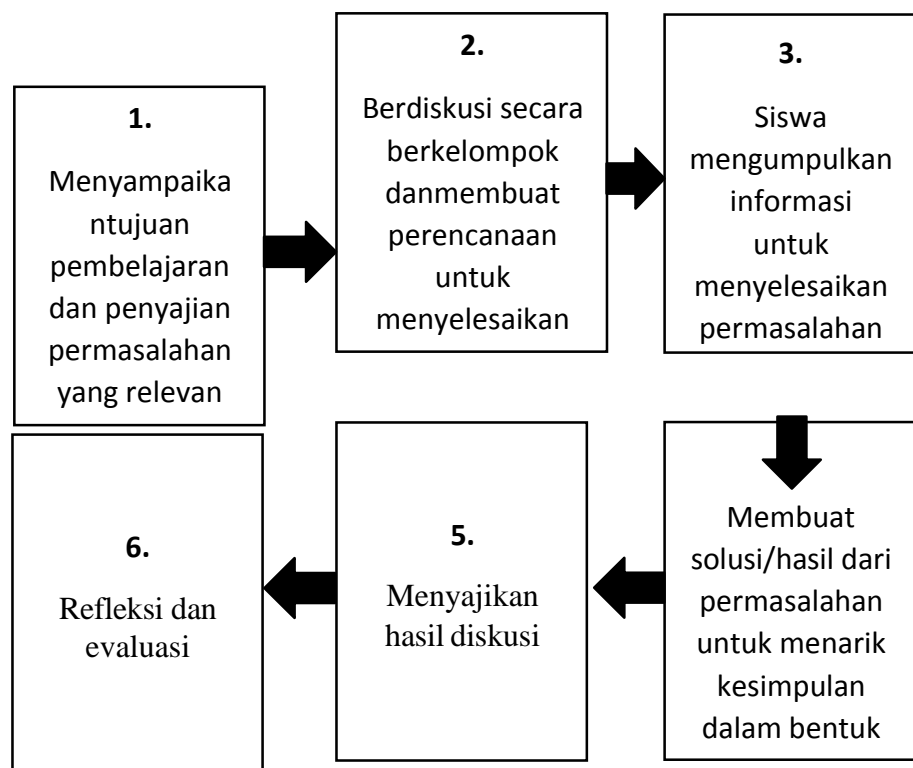 1.
Menyampaika
ntujuan
pembelajaran
dan penyajian
permasalahan
yang relevan
2.
Berdiskusi secara
berkelompok
danmembuat
perencanaan
untuk
menyelesaikan
3.
Siswa
mengumpulkan
informasi
untuk
menyelesaikan
permasalahan
Membuat
solusi/hasil dari
permasalahan
untuk menarik
kesimpulan
dalam bentuk
5.
Menyajikan
hasil diskusi
6.
Refleksi dan
evaluasi